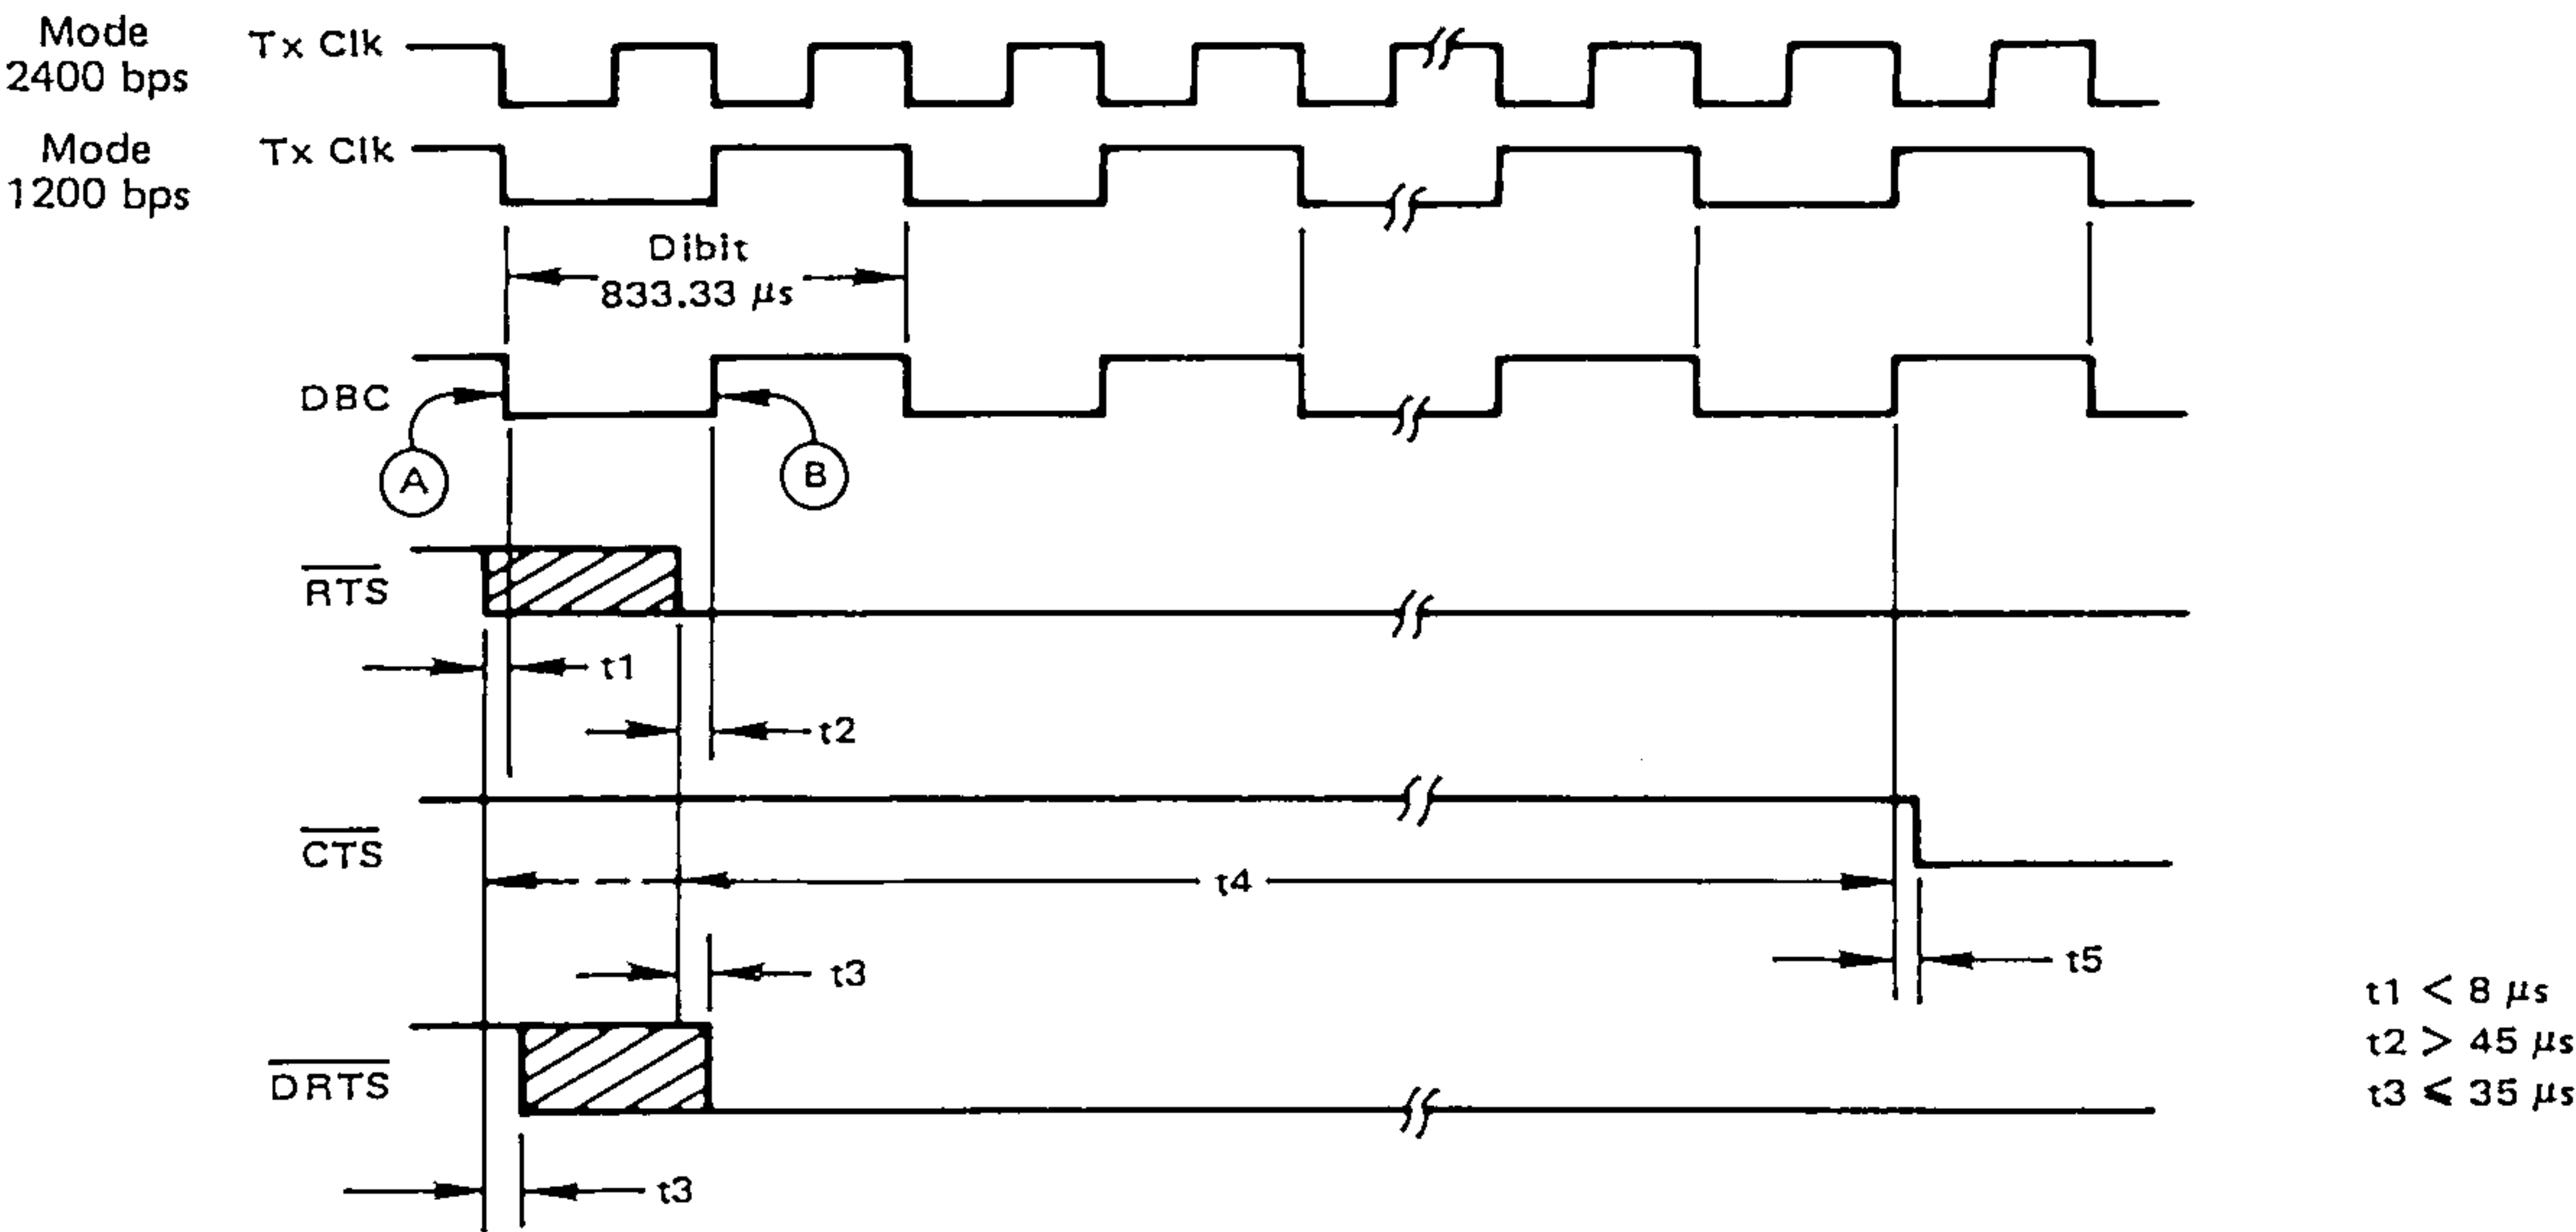 Mode
2400 bps
Tx Clk
Mode
1200 bps
Tx Clk
Dibit
833.33 μs
DBC
A
B
RTS
t1
t2
CTS
t4
t3
t5
DRTS
t3
t1 < 8 μs
t2 > 45 μs
t3 ⩽ 35 μs